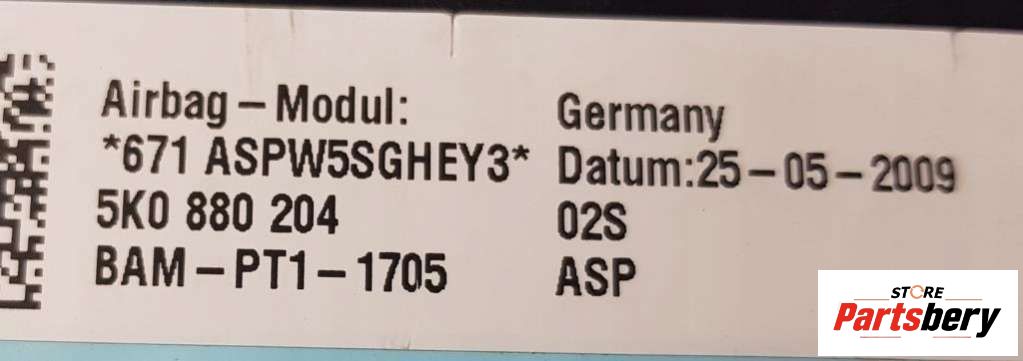 Airbag – Modul:
*671 ASPW5SGHEY3*
5K0 880 204
BAM – PT1 – 1705
Germany
Datum:25 – 05 – 2009
02S
ASP
STORE
Partsbery